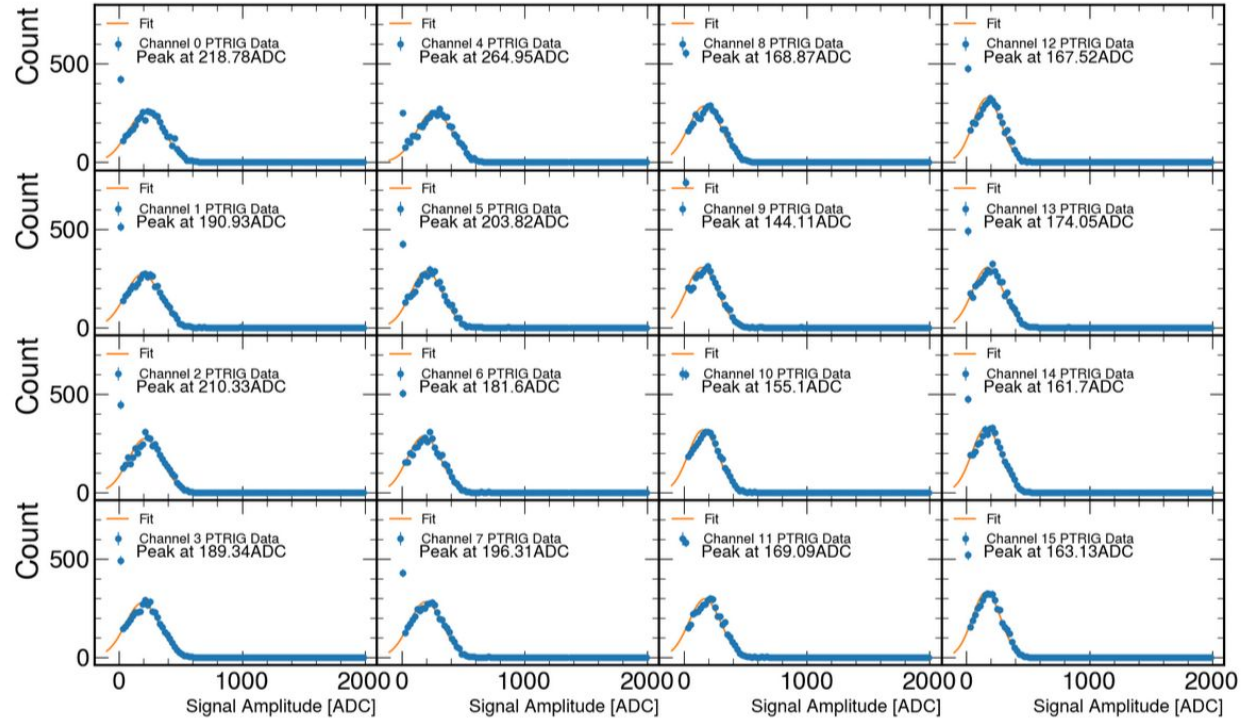 Count
500
0
Fit
Channel 0 PTRIG Data
Peak at 218.78ADC
Fit
Channel 4 PTRIG Data
Peak at 264.95ADC
Fit
Channel 8 PTRIG Data
Peak at 168.87ADC
Fit
Channel 12 PTRIG Data
Peak at 167.52ADC
Count
500
0
Fit
Channel 1 PTRIG Data
Peak at 190.93ADC
Fit
Channel 5 PTRIG Data
Peak at 203.82ADC
Fit
Channel 9 PTRIG Data
Peak at 144.11ADC
Fit
Channel 13 PTRIG Data
Peak at 174.05ADC
Count
500
0
Fit
Channel 2 PTRIG Data
Peak at 210.33ADC
Fit
Channel 6 PTRIG Data
Peak at 181.6ADC
Fit
Channel 10 PTRIG Data
Peak at 155.1ADC
Fit
Channel 14 PTRIG Data
Peak at 161.7ADC
Count
500
0
Fit
Channel 3 PTRIG Data
Peak at 189.34ADC
Fit
Channel 7 PTRIG Data
Peak at 196.31ADC
Fit
Channel 11 PTRIG Data
Peak at 169.09ADC
Fit
Channel 15 PTRIG Data
Peak at 163.13ADC
0 1000 2000 0 1000 2000 0 1000 2000 0 1000 2000
Signal Amplitude [ADC] Signal Amplitude [ADC] Signal Amplitude [ADC] Signal Amplitude [ADC]